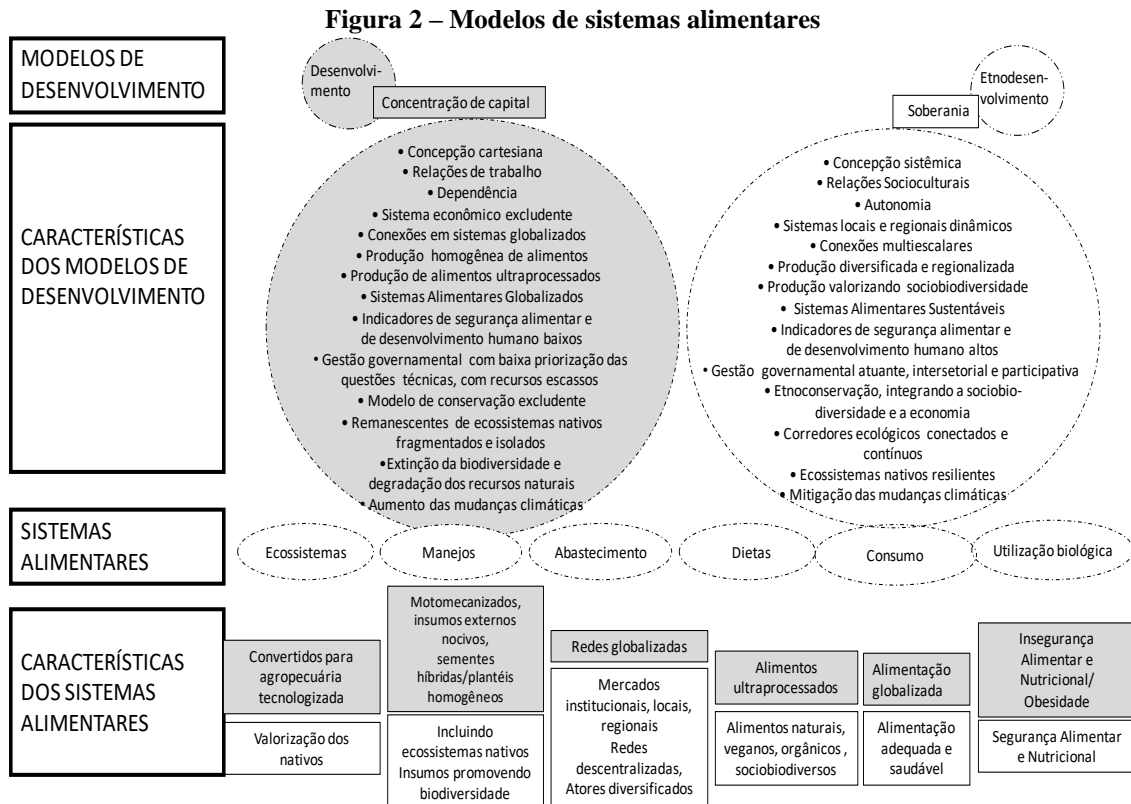 Figura 2 – Modelos de sistemas alimentares
MODELOS DE
DESENVOLVIMENTO
Desenvolvi-
mento
Concentração de capital
Etnodesen-
volvimento
Soberania
CARACTERÍSTICAS
DOS MODELOS DE
DESENVOLVIMENTO
• Concepção cartesiana
• Relações de trabalho
• Dependência
• Sistema econômico excludente
• Conexões em sistemas globalizados
• Produção homogênea de alimentos
• Produção de alimentos ultraprocessados
• Sistemas Alimentares Globalizados
• Indicadores de segurança alimentar e
de desenvolvimento humano baixos
• Gestão governamental com baixa priorização das
questões técnicas, com recursos escassos
• Modelo de conservação excludente
• Remanescentes de ecossistemas nativos
fragmentados e isolados
• Extinção da biodiversidade e
degradação dos recursos naturais
• Aumento das mudanças climáticas
• Concepção sistêmica
• Relações Socioculturais
• Autonomia
• Sistemas locais e regionais dinâmicos
• Conexões multiescalares
• Produção diversificada e regionalizada
• Produção valorizando sociobiodiversidade
• Sistemas Alimentares Sustentáveis
• Indicadores de segurança alimentar e
de desenvolvimento humano altos
• Gestão governamental atuante, intersetorial e participativa
• Etnoconservação, integrando a sociobio-
diversidade e a economia
• Corredores ecológicos conectados e
contínuos
• Ecossistemas nativos resilientes
• Mitigação das mudanças climáticas
SISTEMAS
ALIMENTARES
Ecossistemas
Manejos
Abastecimento
Dietas
Consumo
Utilização biológica
CARACTERÍSTICAS
DOS SISTEMAS
ALIMENTARES
Convertidos para
agropecuária
tecnologizada
Valorização dos
nativos
Motomecanizados,
insumos externos
nocivos,
sementes
híbridas/plantéis
homogêneos
Incluindo
ecossistemas nativos
Insumos promovendo
biodiversidade
Redes globalizadas
Mercados
institucionais, locais,
regionais
Redes
descentralizadas,
Atores diversificados
Alimentos
ultraprocessados
Alimentos naturais,
veganos, orgânicos ,
sociobiodiversos
Alimentação
globalizada
Alimentação
adequada e
saudável
Insegurança
Alimentar e
Nutricional/
Obesidade
Segurança Alimentar
e Nutricional